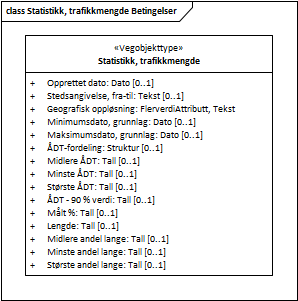 class Statistikk, trafikkmengde Betingelser
«Vegobjekttype»
Statistikk, trafikkmengde
+ Opprettet dato: Dato [0..1]
+ Stedsangivelse, fra-til: Tekst [0..1]
+ Geografisk oppløsning: FlerverdiAttributt, Tekst
+ Minimumsdato, grunnlag: Dato [0..1]
+ Maksimumsdato, grunnlag: Dato [0..1]
+ ÅDT-fordeling: Struktur [0..1]
+ Midlere ÅDT: Tall [0..1]
+ Minste ÅDT: Tall [0..1]
+ Største ÅDT: Tall [0..1]
+ ÅDT - 90 % verdi: Tall [0..1]
+ Målt %: Tall [0..1]
+ Lengde: Tall [0..1]
+ Midlere andel lange: Tall [0..1]
+ Minste andel lange: Tall [0..1]
+ Største andel lange: Tall [0..1]